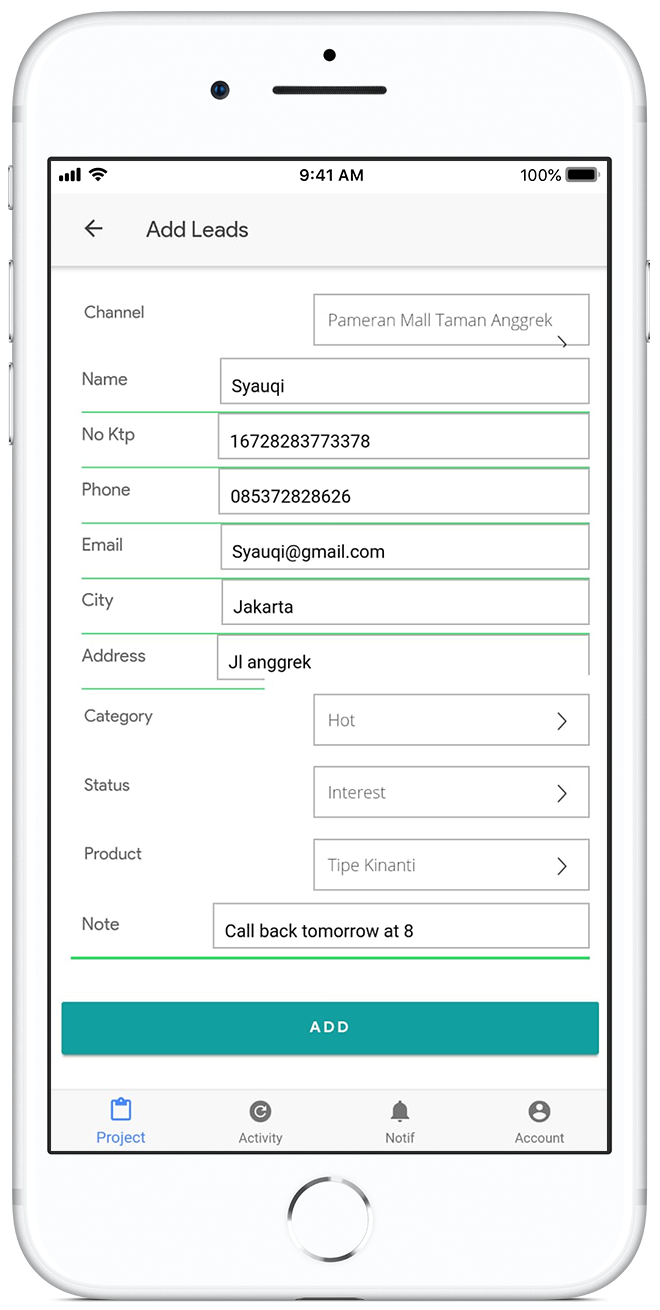 9:41 AM 100%
Add Leads
Channel Pameran Mall Taman Anggrek
Name Syauqi
No Ktp 16728283773378
Phone 085372828626
Email Syauqi@gmail.com
City Jakarta
Address Jl anggrek
Category Hot
Status Interest
Product Tipe Kinanti
Note Call back tomorrow at 8
ADD
Project Activity Notif Account